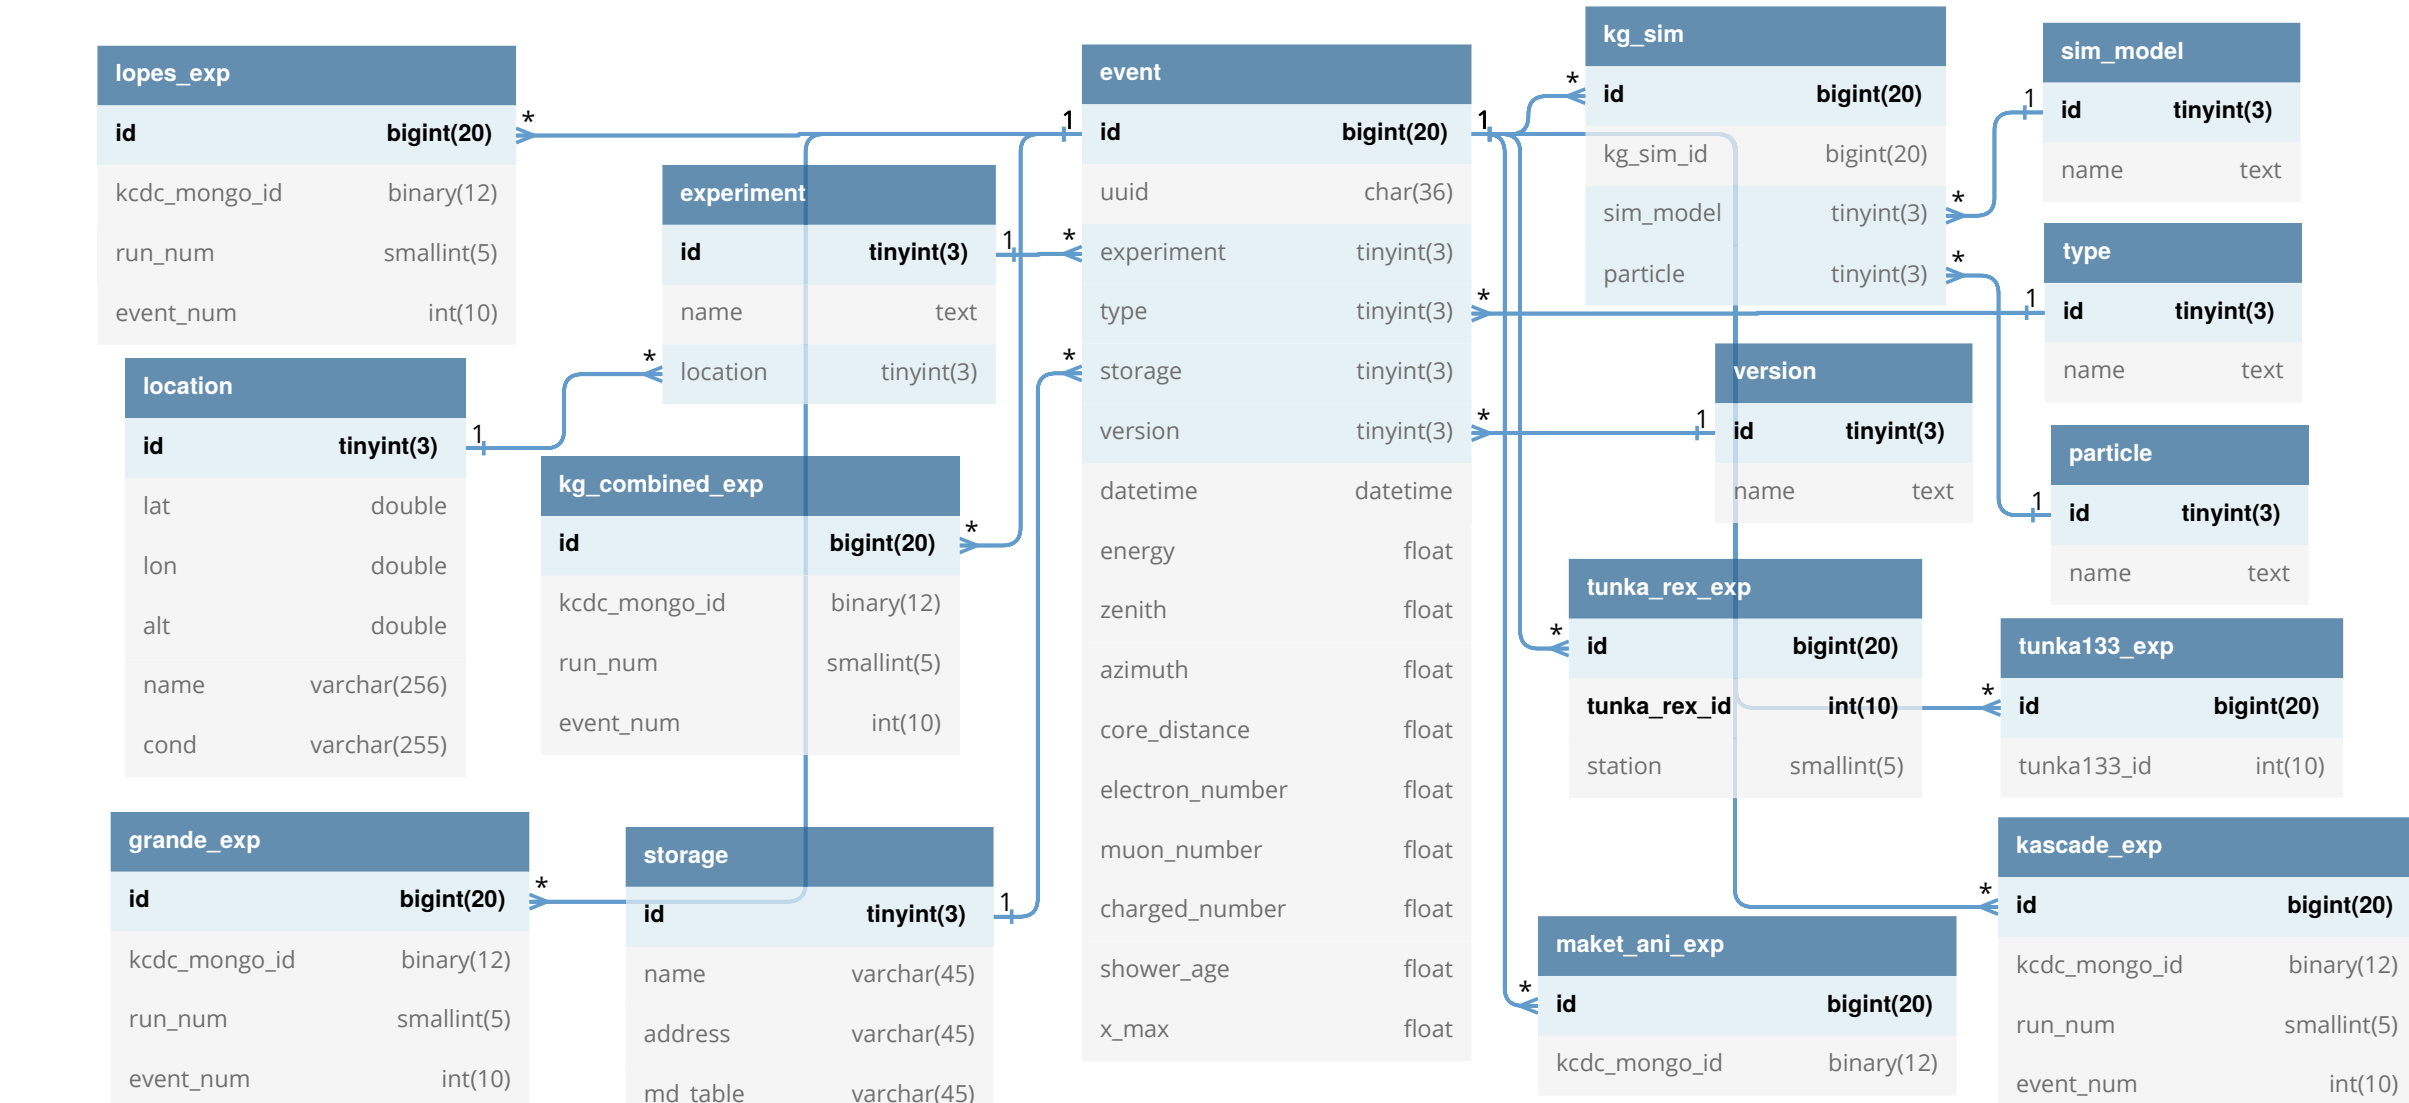 lopes_exp
id bigint(20)
kcdc_mongo_id binary(12)
run_num smallint(5)
event_num int(10)
location
id tinyint(3)
lat double
lon double
alt double
name varchar(256)
cond varchar(255)
grande_exp
id bigint(20)
kcdc_mongo_id binary(12)
run_num smallint(5)
event_num int(10)
experiment
id tinyint(3)
name text
location tinyint(3)
kg_combined_exp
id bigint(20)
kcdc_mongo_id binary(12)
run_num smallint(5)
event_num int(10)
storage
id tinyint(3)
name varchar(45)
address varchar(45)
md_table varchar(45)
event
id bigint(20)
uuid char(36)
experiment tinyint(3)
type tinyint(3)
storage tinyint(3)
version tinyint(3)
datetime datetime
energy float
zenith float
azimuth float
core_distance float
electron_number float
muon_number float
charged_number float
shower_age float
x_max float
kg_sim
id bigint(20)
kg_sim_id bigint(20)
sim_model tinyint(3)
particle tinyint(3)
version
id tinyint(3)
name text
tunka_rex_exp
id bigint(20)
tunka_rex_id int(10)
station smallint(5)
maket_ani_exp
id bigint(20)
kcdc_mongo_id binary(12)
sim_model
id tinyint(3)
name text
type
id tinyint(3)
name text
particle
id tinyint(3)
name text
tunka133_exp
id bigint(20)
tunka133_id int(10)
kascade_exp
id bigint(20)
kcdc_mongo_id binary(12)
run_num smallint(5)
event_num int(10)
*
1
1
*
1
*
*
1
*
*
1
*
1
*
*
1
*
1
*
1
*
1
*
*
*
*